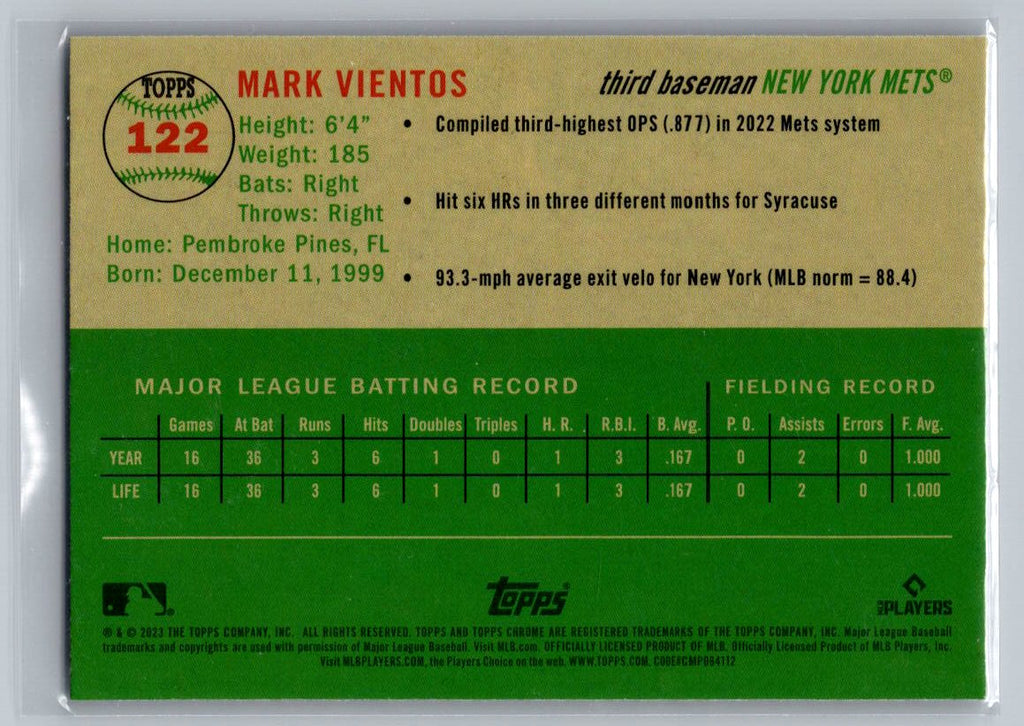 TOPPS
122
MARK VIENTOS
third baseman NEW YORK METS®
Height: 6'4"
Weight: 185
Bats: Right
Throws: Right
Home: Pembroke Pines, FL
Born: December 11, 1999
• Compiled third-highest OPS (.877) in 2022 Mets system
• Hit six HRs in three different months for Syracuse
• 93.3-mph average exit velo for New York (MLB norm = 88.4)
MAJOR LEAGUE BATTING RECORD FIELDING RECORD
Games At Bat Runs Hits Doubles Triples H. R. R.B.I. B. Avg. P. O. Assists Errors F. Avg.
YEAR 16 36 3 6 1 0 1 3 .167 0 2 0 1.000
LIFE 16 36 3 6 1 0 1 3 .167 0 2 0 1.000
topps®
PLAYERS
® & © 2023 THE TOPPS COMPANY, INC. ALL RIGHTS RESERVED. TOPPS AND TOPPS CHROME ARE REGISTERED TRADEMARKS OF THE TOPPS COMPANY, INC. Major League Baseball
trademarks and copyrights are used with permission of Major League Baseball. Visit MLB.com. OFFICIALLY LICENSED PRODUCT OF MLB. Officially Licensed Product of MLB Players, Inc.
Visit MLBPLAYERS.COM, the Players Choice on the web. WWW.TOPPS.COM. CODE#CMP064112